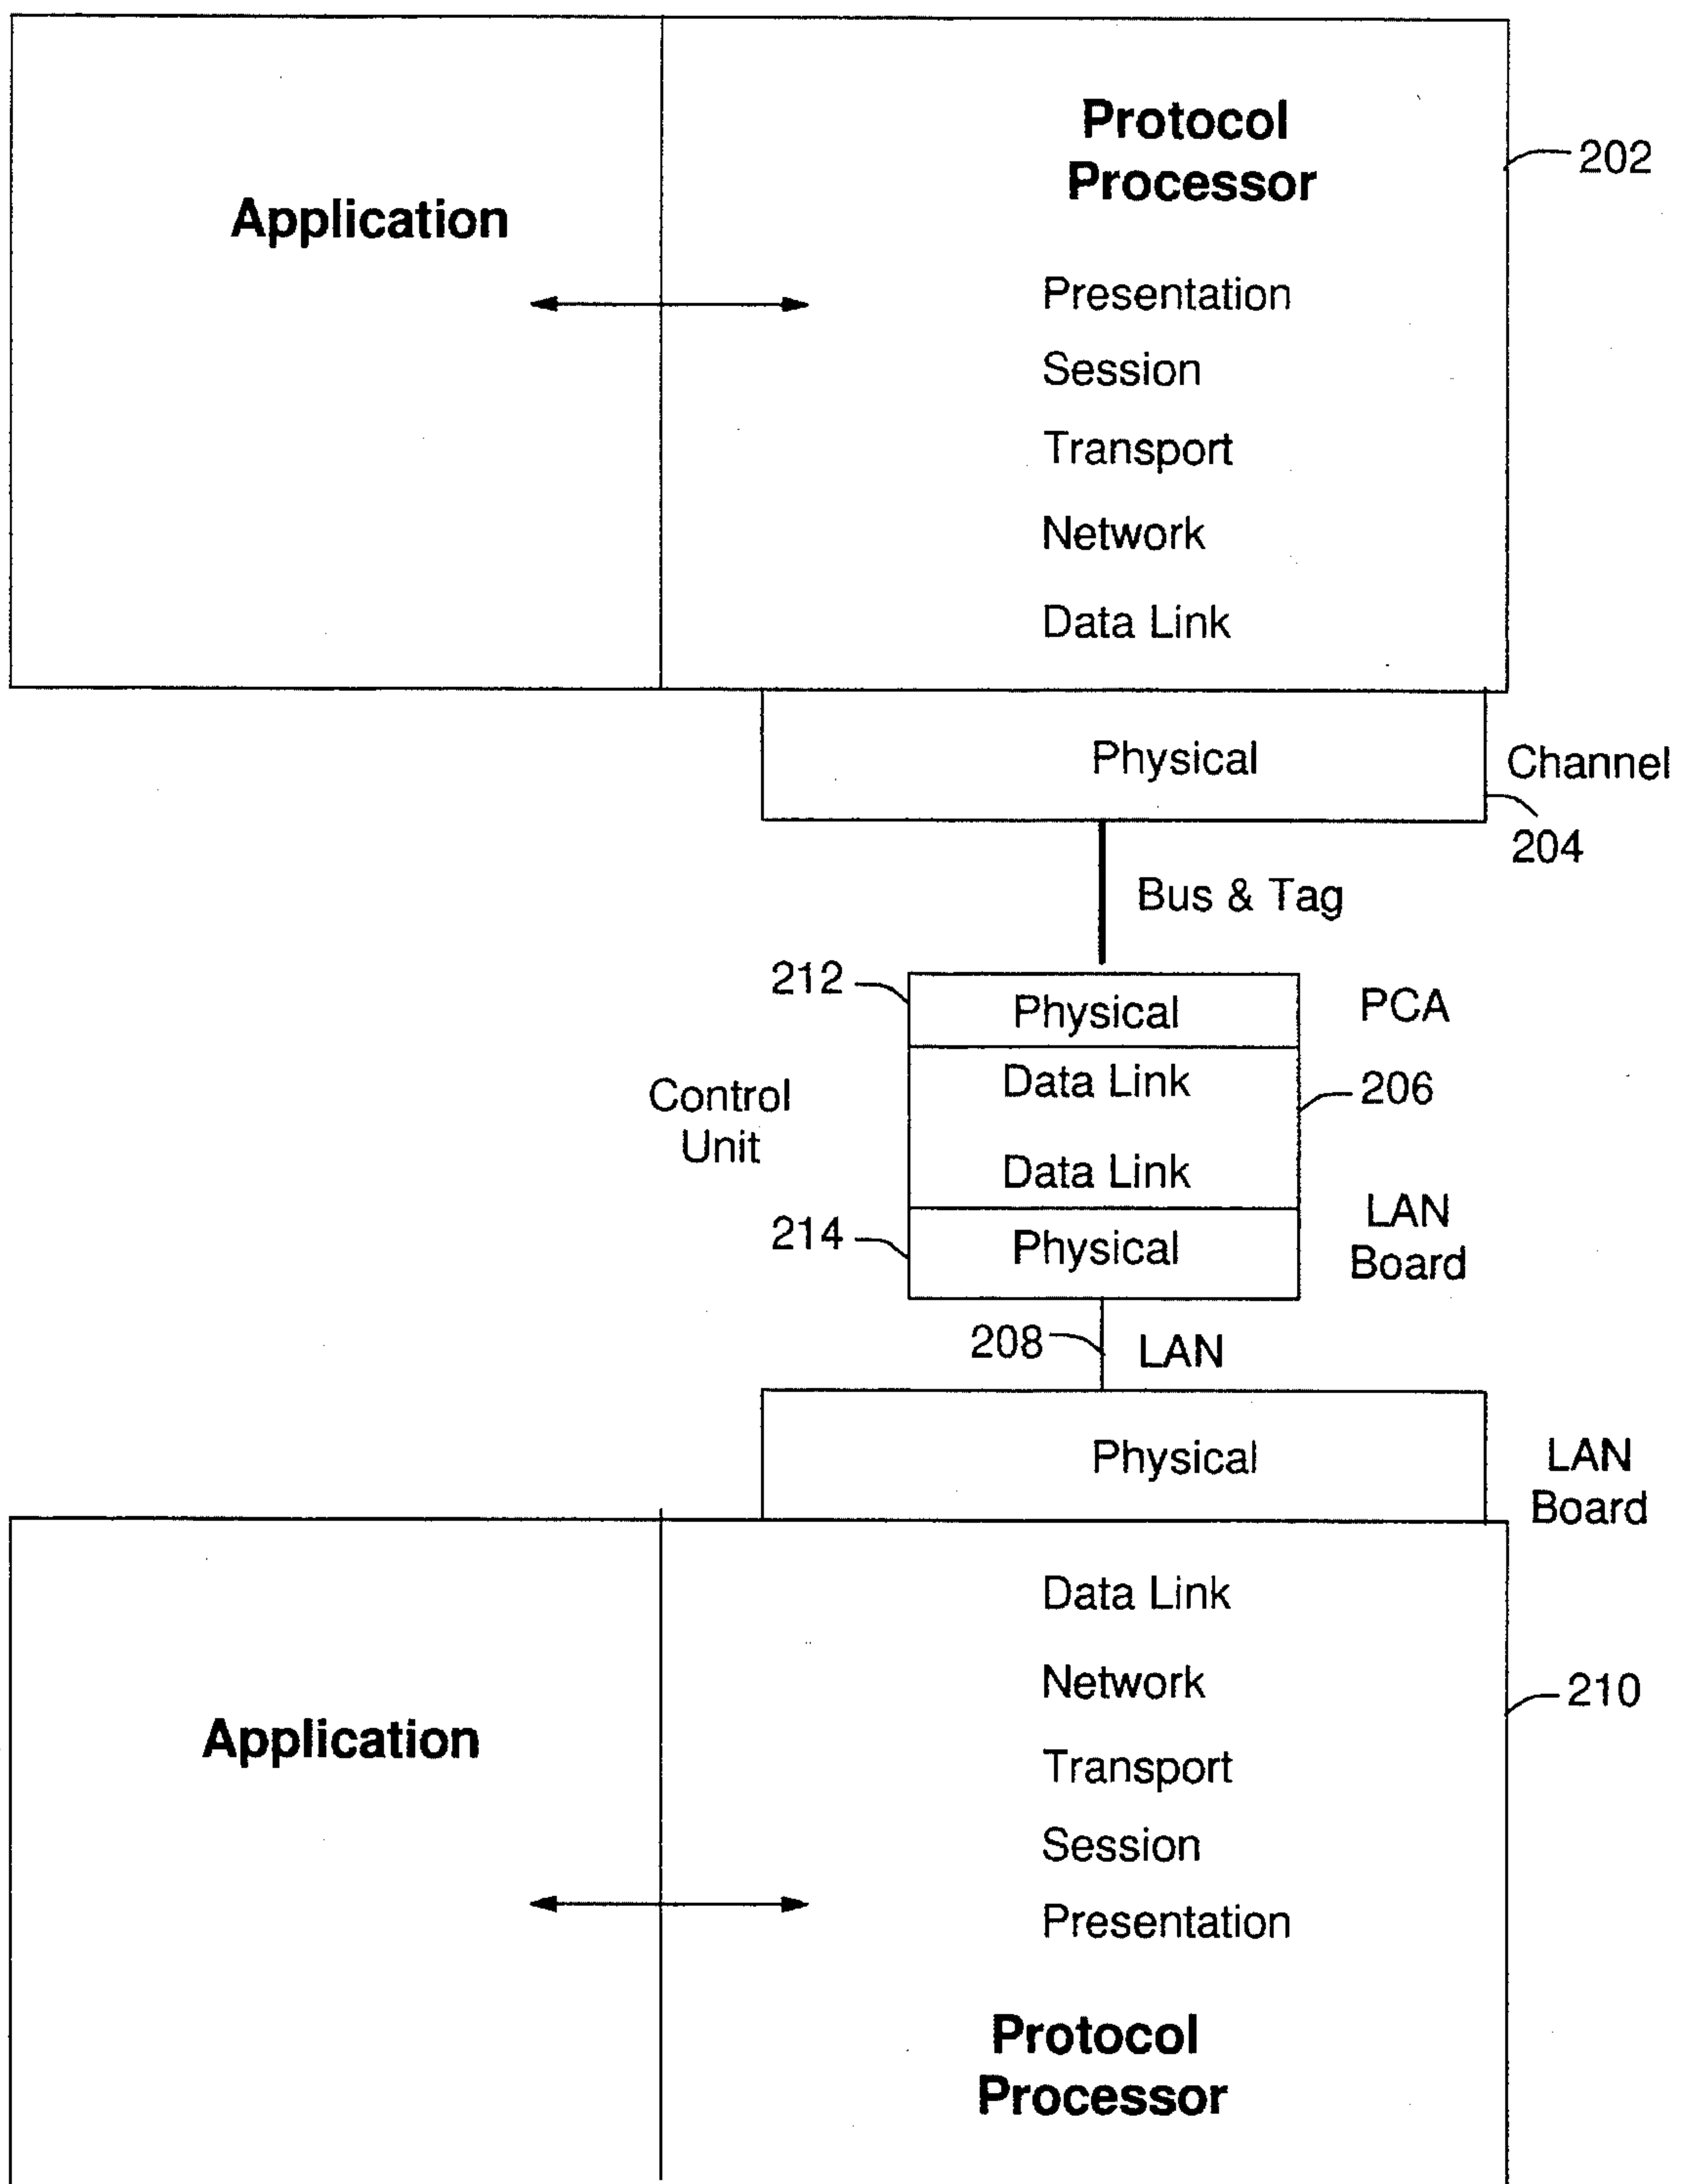 Protocol
Processor
202
Application
Presentation
Session
Transport
Network
Data Link
Physical
Channel
204
Bus & Tag
212
Physical
PCA
Control
Unit
Data Link
206
Data Link
LAN
Board
214
Physical
208
LAN
Physical
LAN
Board
Data Link
Network
210
Application
Transport
Session
Presentation
Protocol
Processor